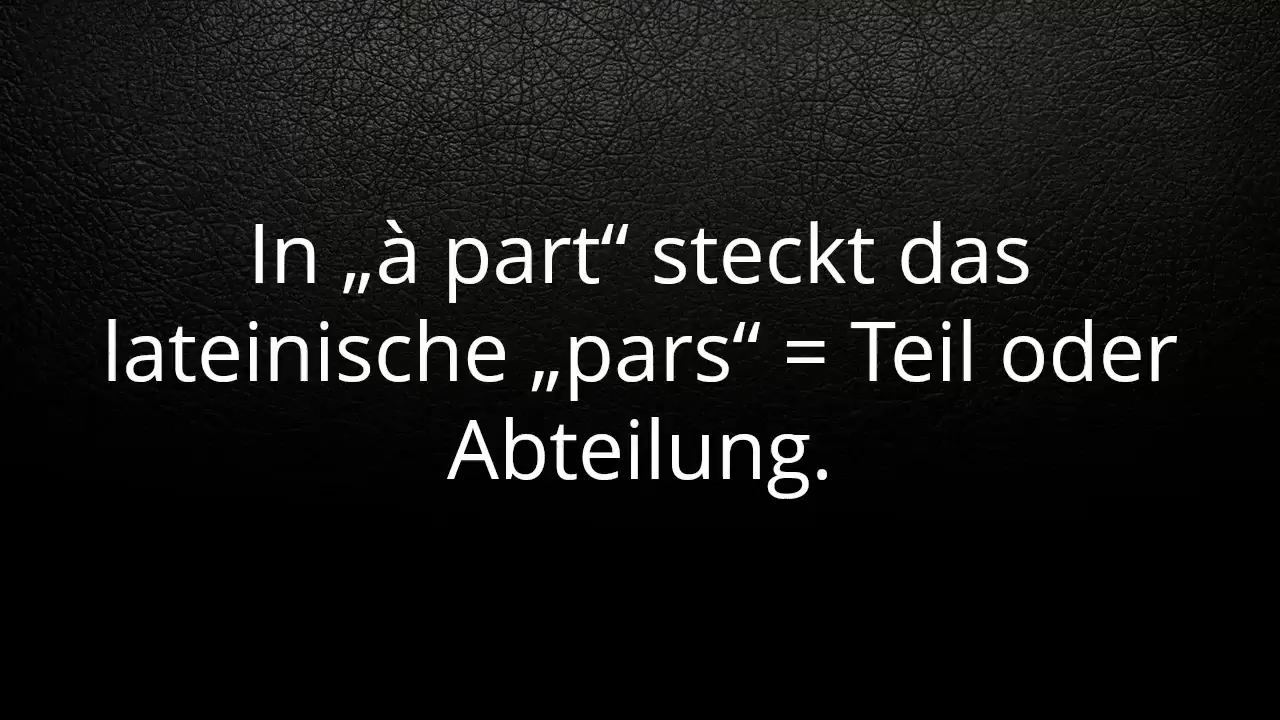 In „à part“ steckt das
lateinische „pars“ = Teil oder
Abteilung.